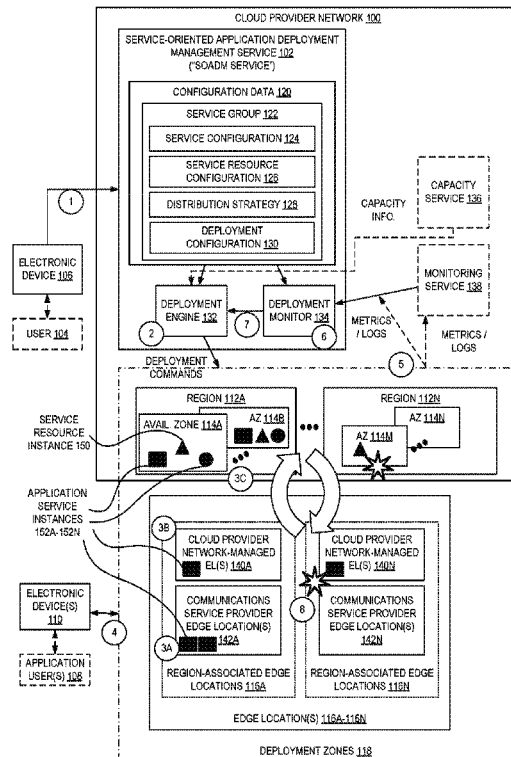 CLOUD PROVIDER NETWORK 100
SERVICE-ORIENTED APPLICATION DEPLOYMENT
MANAGEMENT SERVICE 102
("SOADM SERVICE")
CONFIGURATION DATA 120
SERVICE GROUP 122
SERVICE CONFIGURATION 124
SERVICE RESOURCE
CONFIGURATION 126
DISTRIBUTION STRATEGY 128
DEPLOYMENT
CONFIGURATION 130
1
ELECTRONIC
DEVICE 106
USER 104
CAPACITY
INFO.
CAPACITY
SERVICE 136
MONITORING
SERVICE 138
DEPLOYMENT
ENGINE 132
2
7
DEPLOYMENT
MONITOR 134
6
METRICS
/ LOGS
METRICS /
LOGS
5
DEPLOYMENT
COMMANDS
REGION 112A
AVAIL. ZONE 114A
AZ 114B
REGION 112N
AZ 114N
AZ 114M
SERVICE
RESOURCE
INSTANCE 150
3C
APPLICATION
SERVICE
INSTANCES
152A-152N
3B
CLOUD PROVIDER
NETWORK-MANAGED
EL(S) 140A
CLOUD PROVIDER
NETWORK-MANAGED
EL(S) 140N
8
COMMUNICATIONS
SERVICE PROVIDER
EDGE LOCATION(S)
142A
3A
COMMUNICATIONS
SERVICE PROVIDER
EDGE LOCATION(S)
142N
ELECTRONIC
DEVICE(S)
110
4
APPLICATION
USER(S) 108
REGION-ASSOCIATED EDGE
LOCATIONS 116A
REGION-ASSOCIATED EDGE
LOCATIONS 116N
EDGE LOCATION(S) 116A-116N
DEPLOYMENT ZONES 118